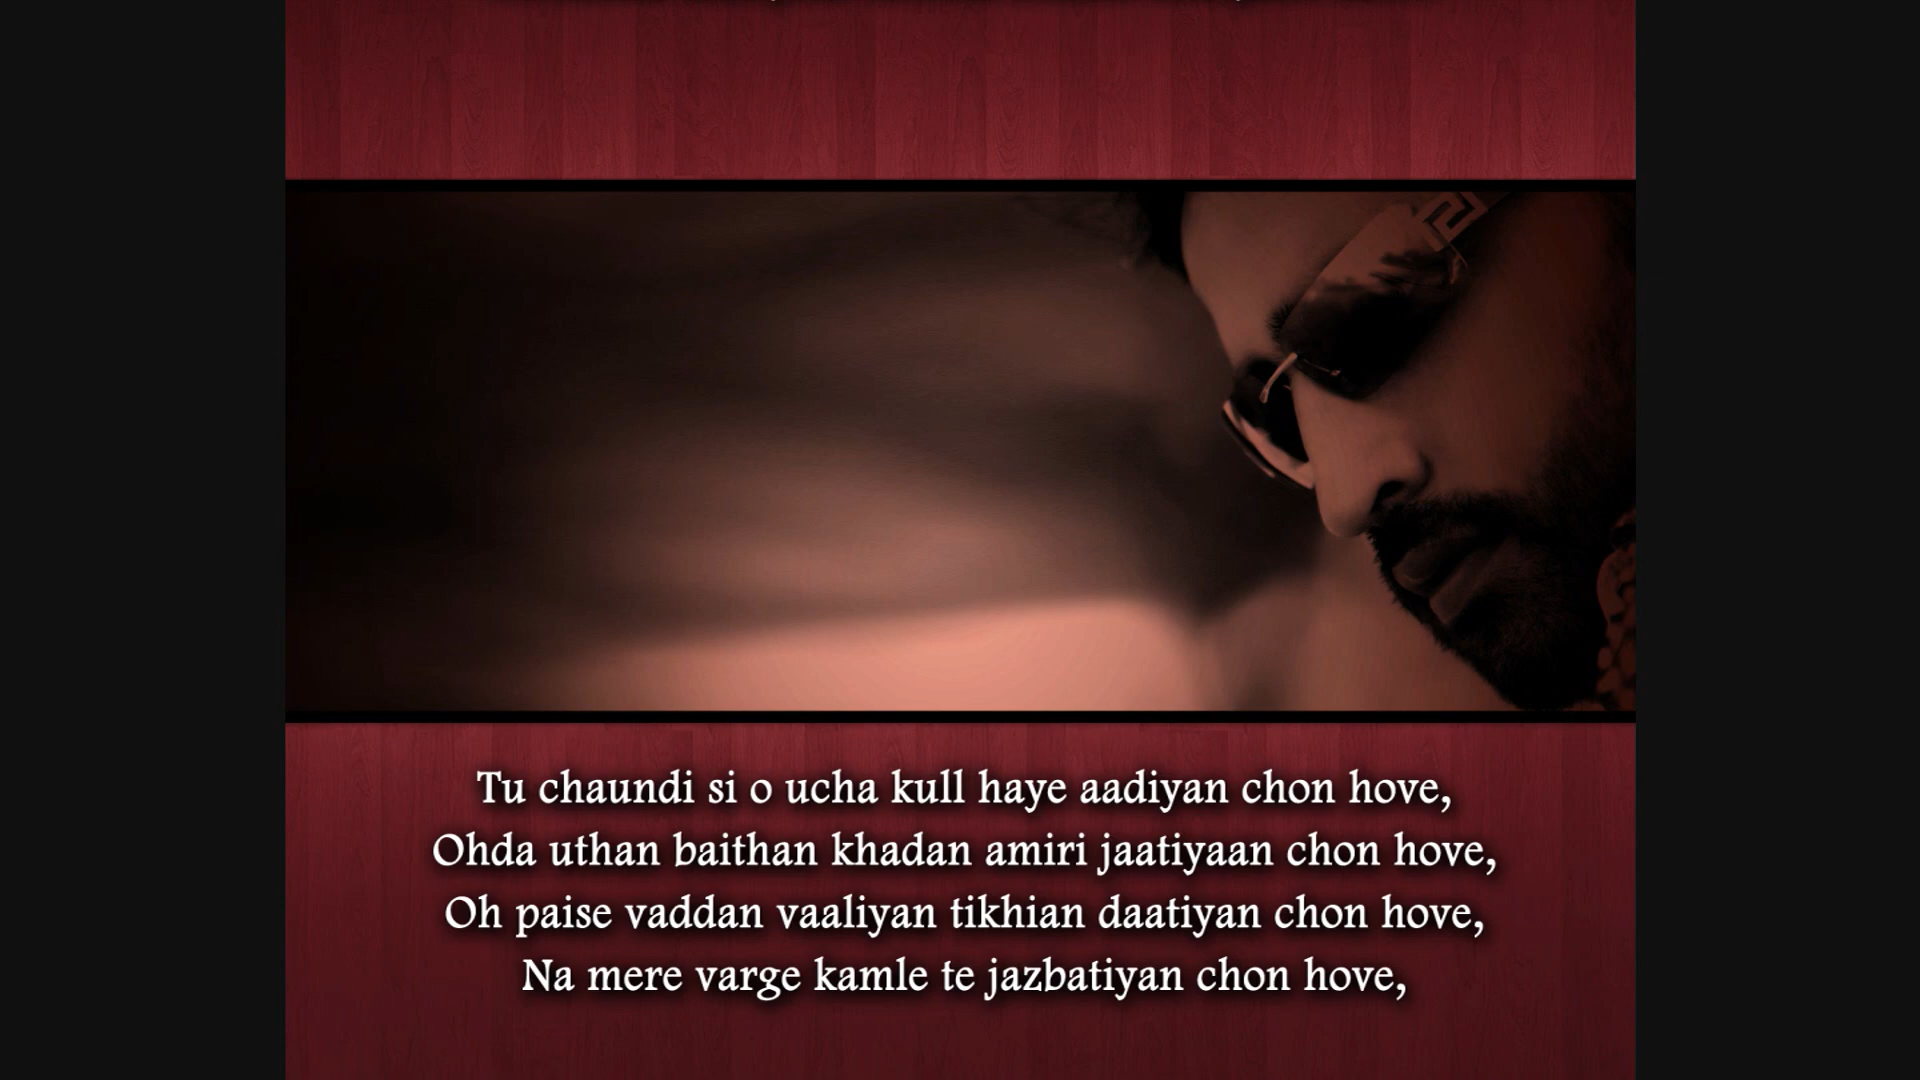 Tu chaundi si o ucha kull haye aadiyan chon hove,
Ohda uthan baithan khadan amiri jaatiyaan chon hove,
Oh paise vaddan vaaliyan tikhian daatiyan chon hove,
Na mere varge kamle te jazbatiyan chon hove,